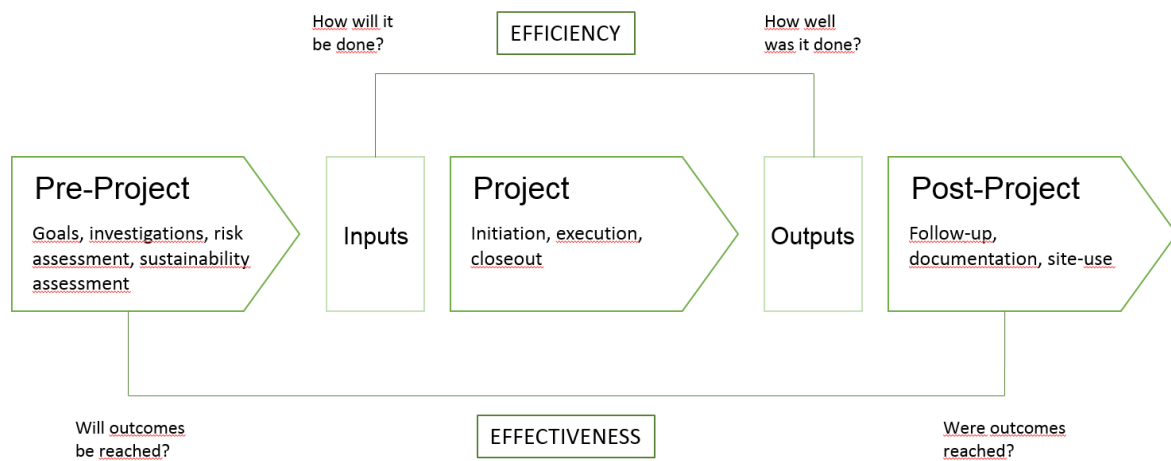 How will it
be done?
EFFICIENCY
How well
was it done?
Pre-Project
Goals, investigations, risk
assessment, sustainability
assessment
Inputs
Project
Initiation, execution,
closeout
Outputs
Post-Project
Follow-up,
documentation, site-use
Will outcomes
be reached?
EFFECTIVENESS
Were outcomes
reached?